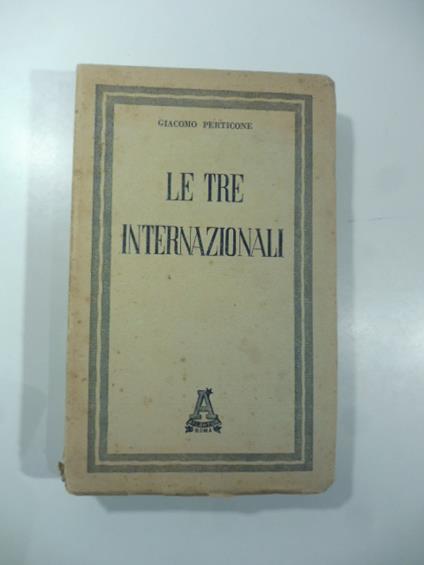 GIACOMO PERTICONE
LE TRE
INTERNAZIONALI
A
ROMA